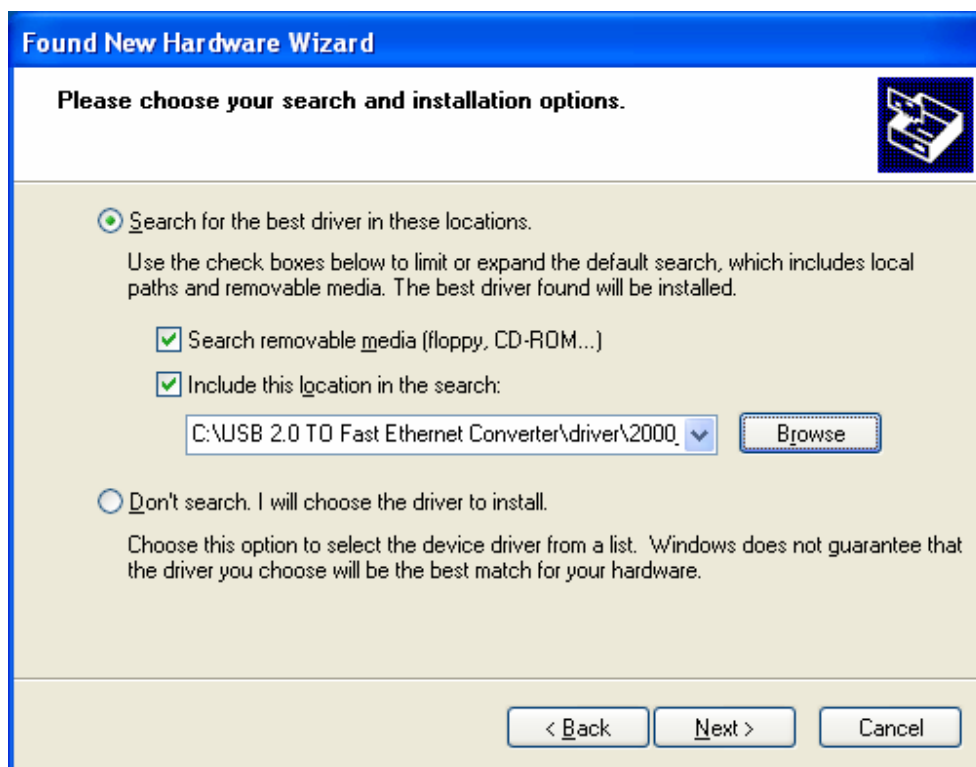 Found New Hardware Wizard
Please choose your search and installation options.
Search for the best driver in these locations.
Use the check boxes below to limit or expand the default search, which includes local
paths and removable media. The best driver found will be installed.
Search removable media (floppy, CD-ROM...)
Include this location in the search:
C:\USB 2.0 TO Fast Ethernet Converter\driver\2000_
Browse
Don't search. I will choose the driver to install.
Choose this option to select the device driver from a list.  Windows does not guarantee that
the driver you choose will be the best match for your hardware.
< Back
Next >
Cancel